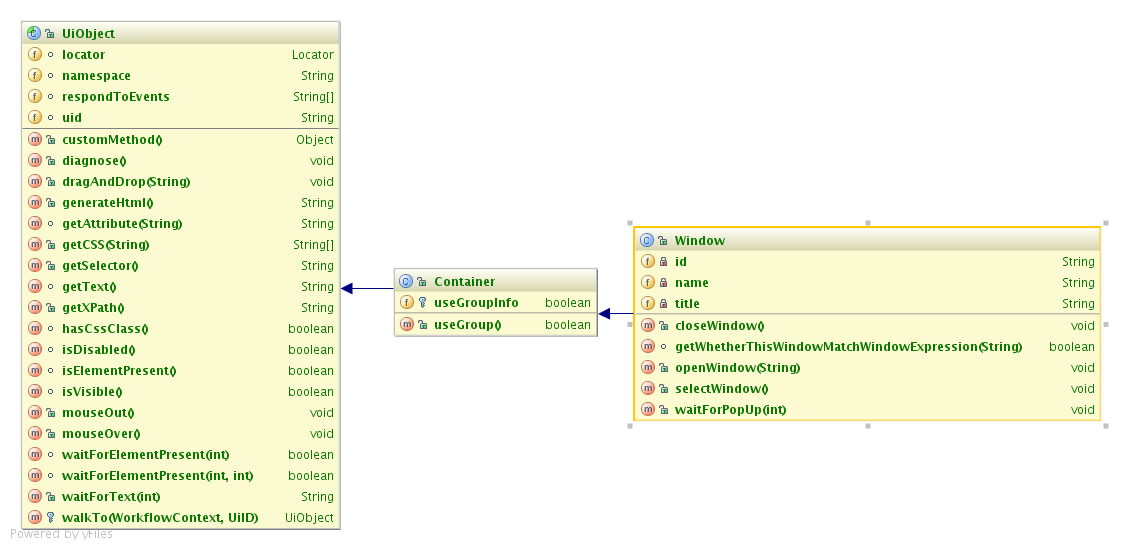 UiObject
locator Locator
namespace String
respondToEvents String[]
uid String
customMethod() Object
diagnose() void
dragAndDrop(String) void
generateHtml() String
getAttribute(String) String
getCSS(String) String[]
getSelector() String
getText() String
getXPath() String
hasCssClass() boolean
isDisabled() boolean
isElementPresent() boolean
isVisible() boolean
mouseOut() void
mouseOver() void
waitForElementPresent(int) boolean
waitForElementPresent(int, int) boolean
waitForText(int) String
walkTo(WorkflowContext, UiID) UiObject
Container
useGroupInfo boolean
useGroup() boolean
Window
id String
name String
title String
closeWindow() void
getWhetherThisWindowMatchWindowExpression(String) boolean
openWindow(String) void
selectWindow() void
waitForPopUp(int) void
Powered by yFiles